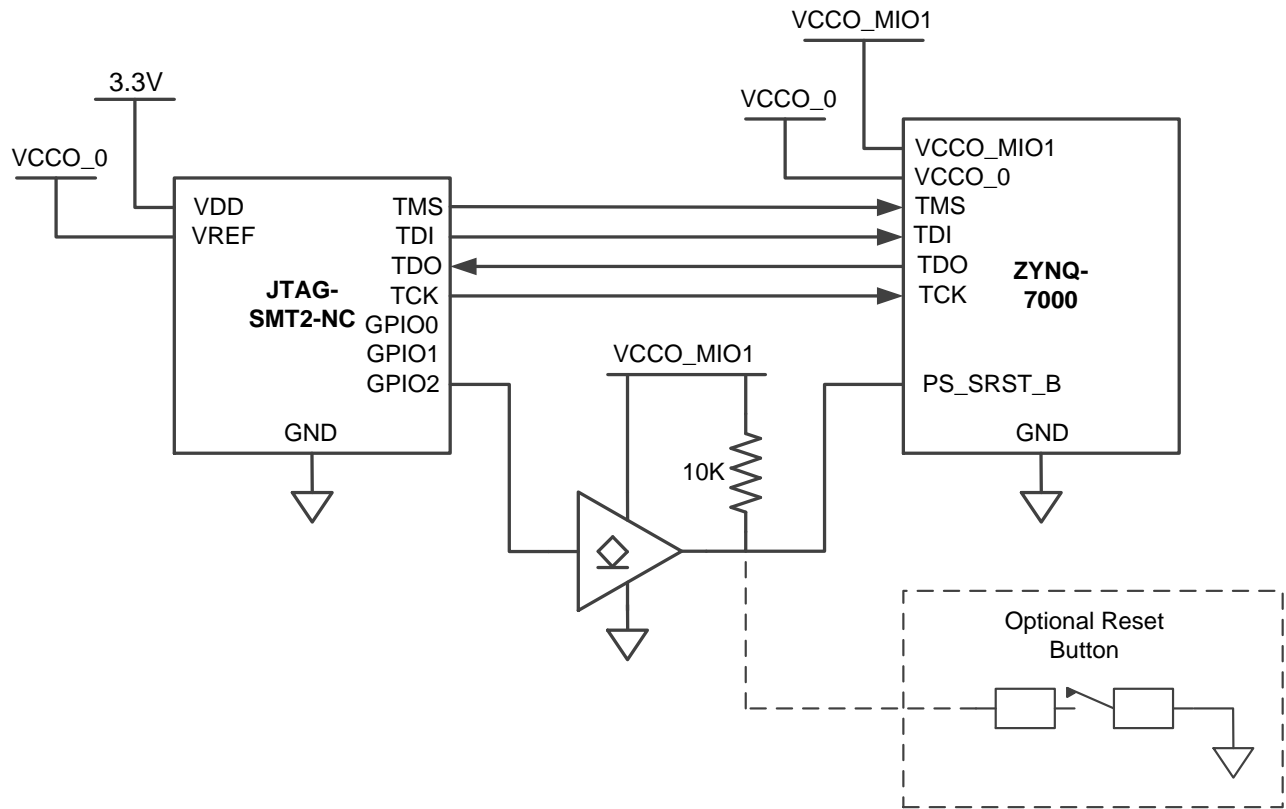 VCCO_MIO1
3.3V
VCCO_0
VCCO_0
VDD
VREF
TMS
TDI
TDO
TCK
GPIO0
GPIO1
GPIO2
JTAG-
SMT2-NC
GND
VCCO_MIO1
VCCO_0
TMS
TDI
TDO
TCK
ZYNQ-
7000
PS_SRST_B
GND
VCCO_MIO1
10K
Optional Reset
Button